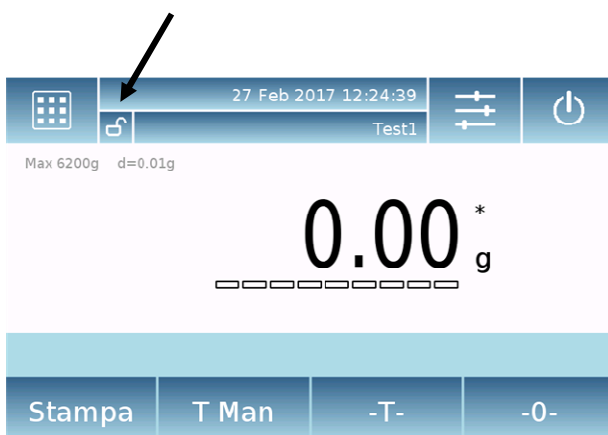 27 Feb 2017 12:24:39
Test1
Max 6200g d=0.01g
0.00 * g
Stampa T Man -T- -0-